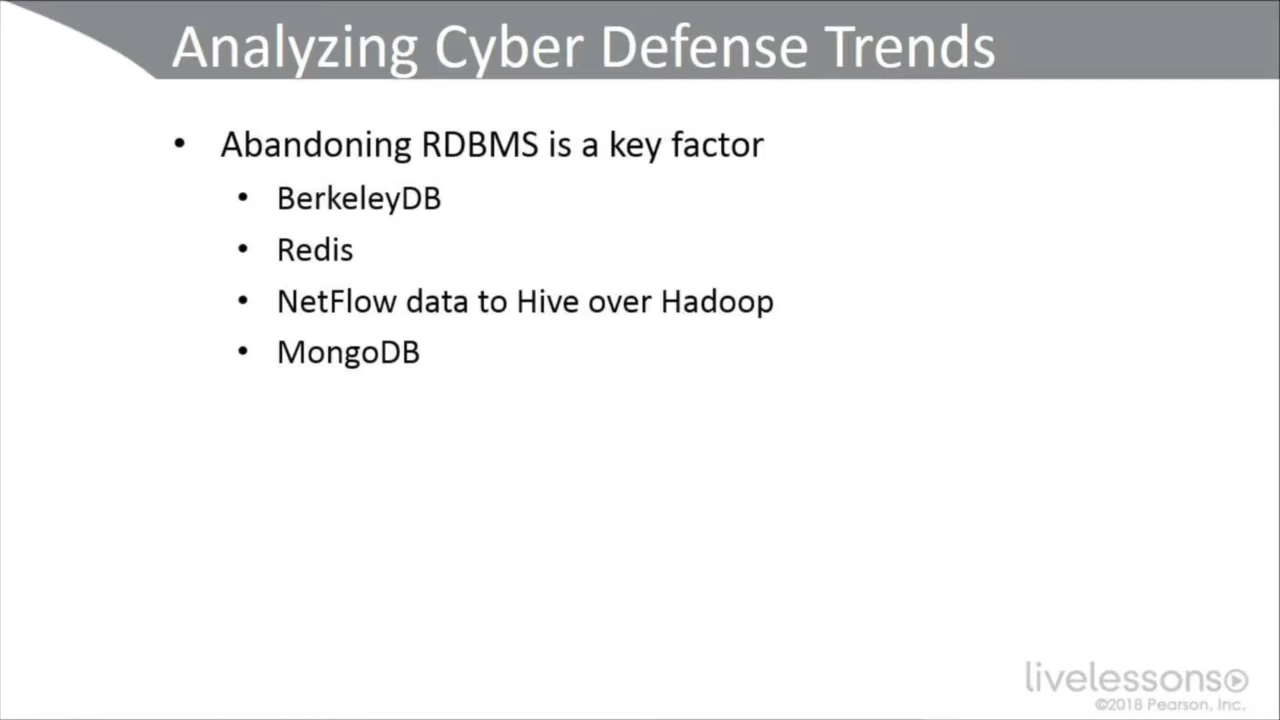 Analyzing Cyber Defense Trends
• Abandoning RDBMS is a key factor
• BerkeleyDB
• Redis
• NetFlow data to Hive over Hadoop
• MongoDB
livelessons
©2018 Pearson, Inc.